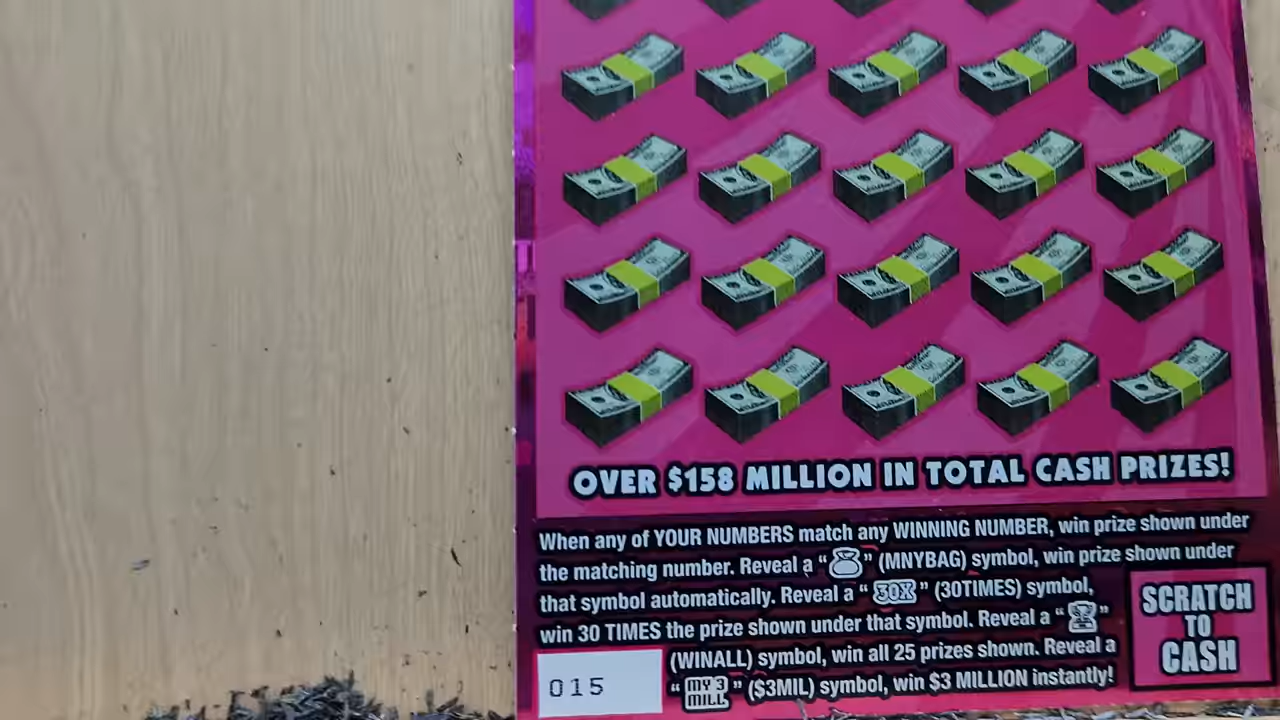 OVER $158 MILLION IN TOTAL CASH PRIZES!
When any of YOUR NUMBERS match any WINNING NUMBER, win prize shown under
the matching number. Reveal a “ ” (MNYBAG) symbol, win prize shown under
that symbol automatically. Reveal a “ 30X ” (30TIMES) symbol,
win 30 TIMES the prize shown under that symbol. Reveal a “ ”
(WINALL) symbol, win all 25 prizes shown. Reveal a
“ MY 3 MILL ” ($3MIL) symbol, win $3 MILLION instantly!
015
SCRATCH
TO
CASH